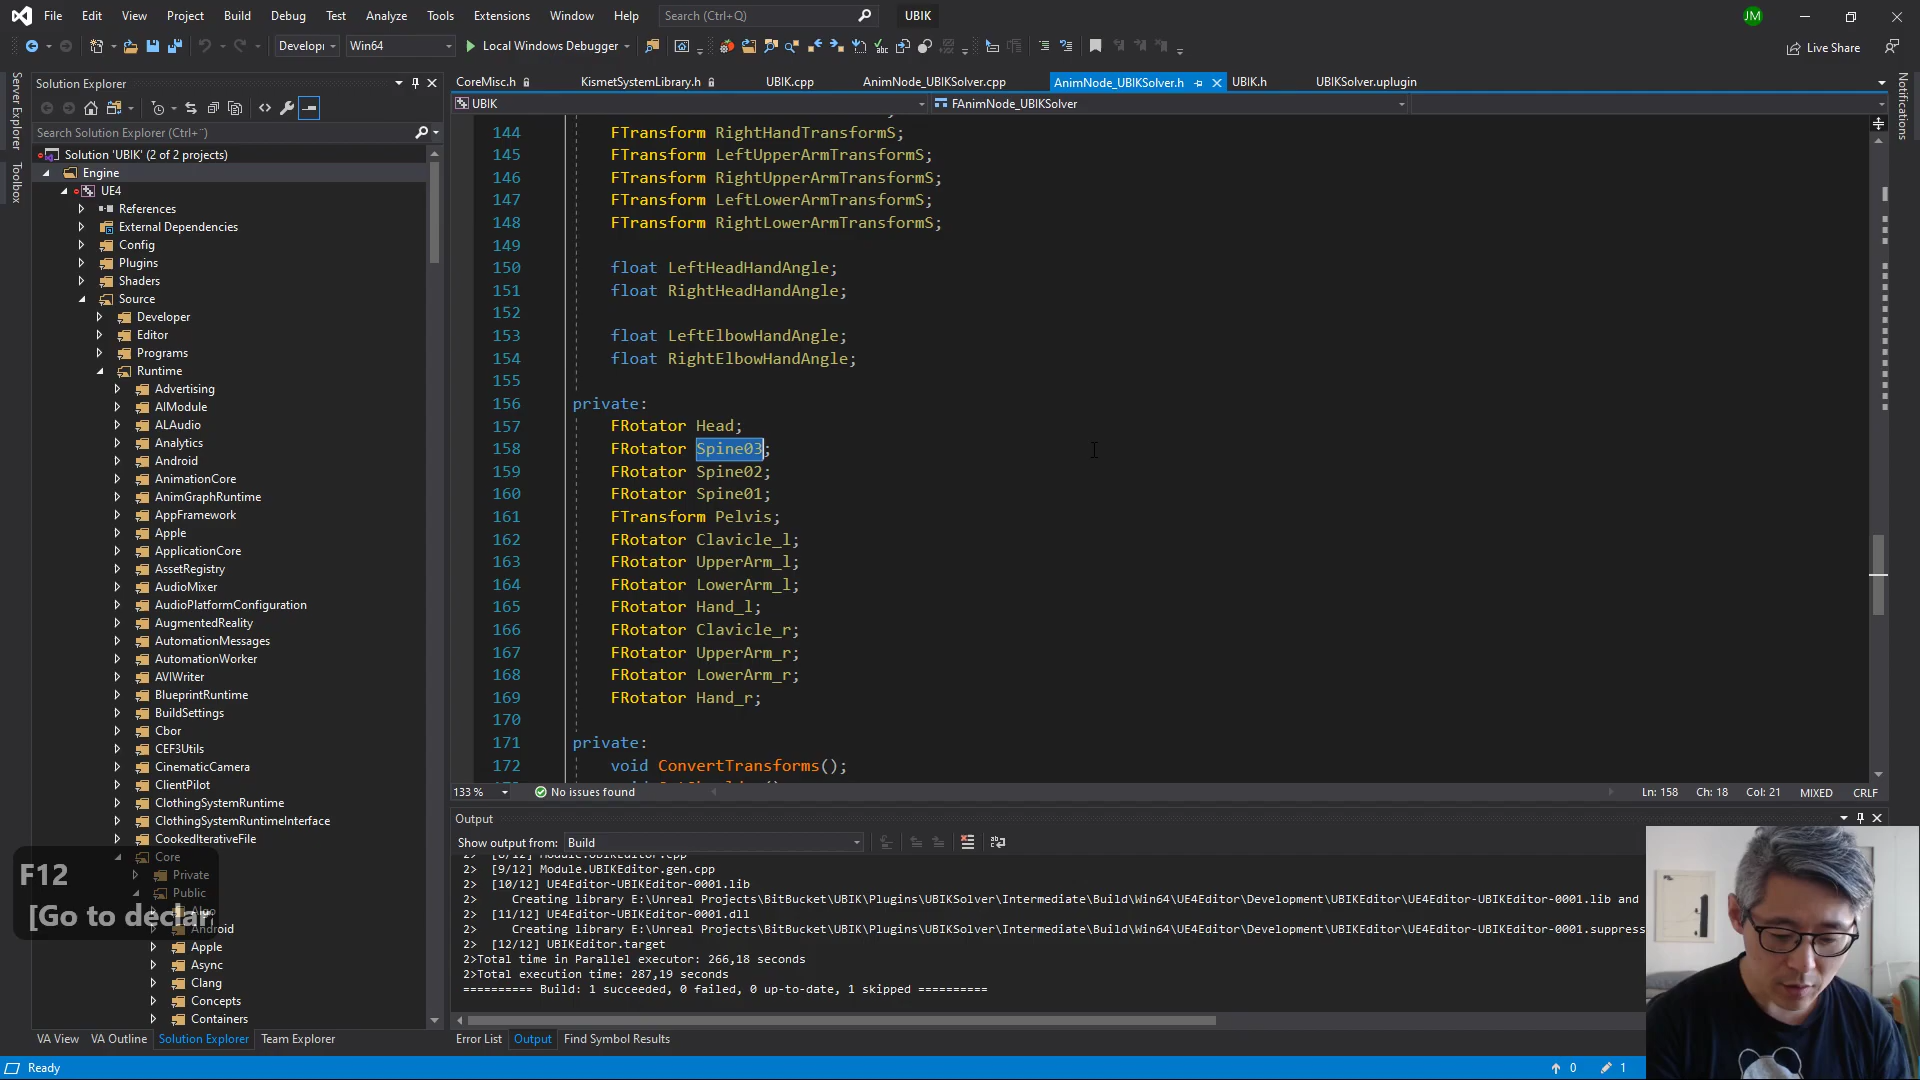 File Edit View Project Build Debug Test Analyze Tools Extensions Window Help Search (Ctrl+Q) UBIK JM
Win64 Local Windows Debugger Live Share
Server Explorer
Toolbox
Notifications
Solution Explorer
Search Solution Explorer (Ctrl+¨)
Solution 'UBIK' (2 of 2 projects)
Engine
UE4
References
External Dependencies
Config
Plugins
Shaders
Source
Developer
Editor
Programs
Runtime
Advertising
AIModule
ALAudio
Analytics
Android
AnimationCore
AnimGraphRuntime
AppFramework
Apple
ApplicationCore
AssetRegistry
AudioMixer
AudioPlatformConfiguration
AugmentedReality
AutomationMessages
AutomationWorker
AVIWriter
BlueprintRuntime
BuildSettings
Cbor
CEF3Utils
CinematicCamera
ClientPilot
ClothingSystemRuntime
ClothingSystemRuntimeInterface
CookedIterativeFile
Core
Private
Public
Android
Apple
Async
Clang
Concepts
Containers
F12
[Go to declar
VA View VA Outline Solution Explorer Team Explorer
CoreMisc.h KismetSystemLibrary.h UBIK.cpp AnimNode_UBIKSolver.cpp AnimNode_UBIKSolver.h UBIK.h UBIKSolver.uplugin
UBIK FAnimNode_UBIKSolver
144 FTransform RightHandTransformS;
145 FTransform LeftUpperArmTransformS;
146 FTransform RightUpperArmTransformS;
147 FTransform LeftLowerArmTransformS;
148 FTransform RightLowerArmTransformS;
149
150 float LeftHeadHandAngle;
151 float RightHeadHandAngle;
152
153 float LeftElbowHandAngle;
154 float RightElbowHandAngle;
155
156 private:
157 FRotator Head;
158 FRotator Spine03;
159 FRotator Spine02;
160 FRotator Spine01;
161 FTransform Pelvis;
162 FRotator Clavicle_l;
163 FRotator UpperArm_l;
164 FRotator LowerArm_l;
165 FRotator Hand_l;
166 FRotator Clavicle_r;
167 FRotator UpperArm_r;
168 FRotator LowerArm_r;
169 FRotator Hand_r;
170
171 private:
172 void ConvertTransforms();
133 % No issues found Ln: 158 Ch: 18 Col: 21 MIXED CRLF
Output
Show output from: Build
2> [9/12] Module.UBIK.gen.cpp
2> [10/12] UE4Editor-UBIKEditor-0001.lib
2> Creating library E:\Unreal Projects\BitBucket\UBIK\Plugins\UBIKSolver\Intermediate\Build\Win64\UE4Editor\Development\UBIKEditor\UE4Editor-UBIKEditor-0001.lib and
2> [11/12] UE4Editor-UBIKEditor-0001.dll
2> Creating library E:\Unreal Projects\BitBucket\UBIK\Plugins\UBIKSolver\Intermediate\Build\Win64\UE4Editor\Development\UBIKEditor\UE4Editor-UBIKEditor-0001.suppress
2> [12/12] UBIKEditor.target
2>Total time in Parallel executor: 266,18 seconds
2>Total execution time: 287,19 seconds
========== Build: 1 succeeded, 0 failed, 0 up-to-date, 1 skipped ==========
Error List Output Find Symbol Results
Ready 0 1